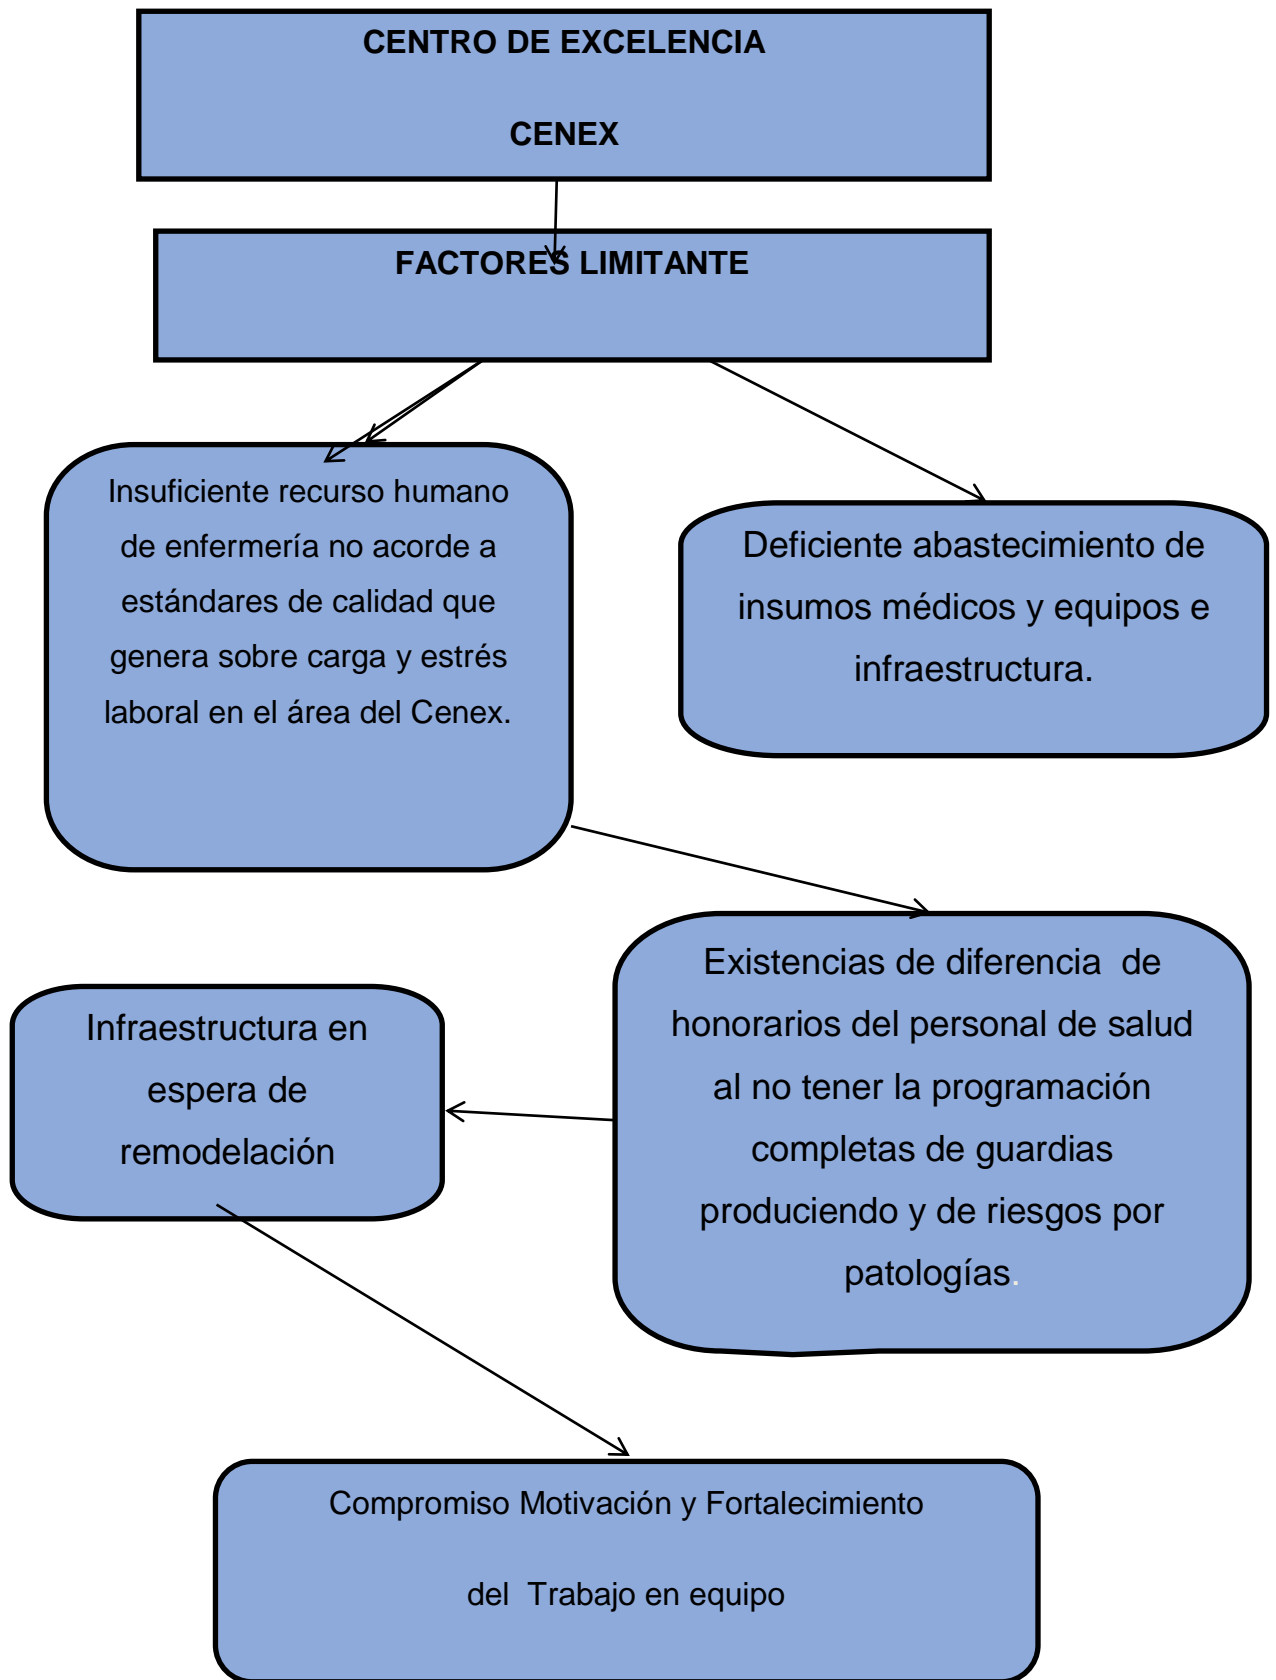 CENTRO DE EXCELENCIA
CENEX
FACTORES LIMITANTE
Insuficiente recurso humano
de enfermería no acorde a
estándares de calidad que
genera sobre carga y estrés
laboral en el área del Cenex.
Deficiente abastecimiento de
insumos médicos y equipos e
infraestructura.
Existencias de diferencia  de
honorarios del personal de salud
al no tener la programación
completas de guardias
produciendo y de riesgos por
patologías.
Infraestructura en
espera de
remodelación
Compromiso Motivación y Fortalecimiento
del  Trabajo en equipo